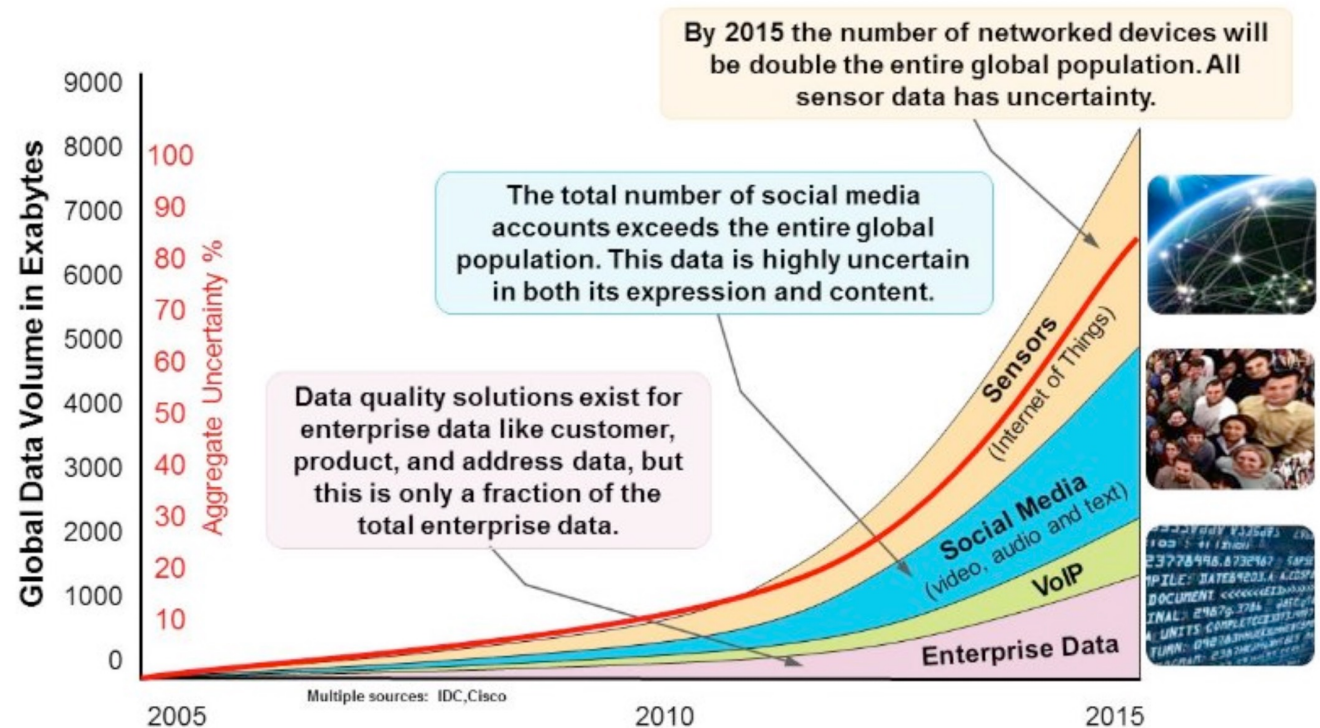 By 2015 the number of networked devices will
be double the entire global population. All
sensor data has uncertainty.
The total number of social media
accounts exceeds the entire global
population. This data is highly uncertain
in both its expression and content.
Data quality solutions exist for
enterprise data like customer,
product, and address data, but
this is only a fraction of the
total enterprise data.
Global Data Volume in Exabytes
9000
8000
7000
6000
5000
4000
3000
2000
1000
0
Aggregate Uncertainty %
100
90
80
70
60
50
40
30
20
10
Sensors
(Internet of Things)
Social Media
(video, audio and text)
VoIP
Enterprise Data
Multiple sources: IDC,Cisco
2005
2010
2015
DOCUMENT
UNITS